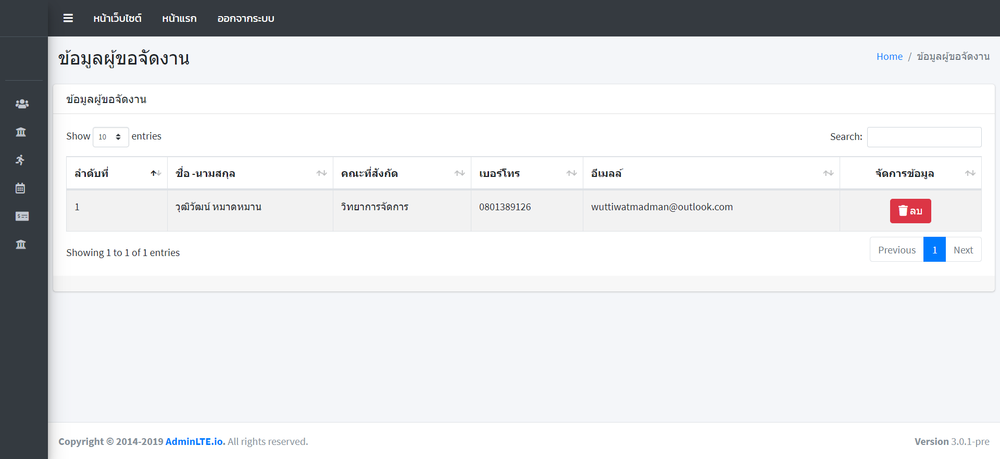 หน้าเว็บไซต์ หน้าแรก ออกจากระบบ
ข้อมูลผู้ขอจัดงาน
Home / ข้อมูลผู้ขอจัดงาน
ข้อมูลผู้ขอจัดงาน
Show 10 entries
Search:
ลำดับที่ ชื่อ -นามสกุล คณะที่สังกัด เบอร์โทร อีเมลล์ จัดการข้อมูล
1 วุฒิวัฒน์ หมาดหมาน วิทยาการจัดการ 0801389126 wuttiwatmadman@outlook.com ลบ
Showing 1 to 1 of 1 entries
Previous 1 Next
Copyright © 2014-2019 AdminLTE.io. All rights reserved.
Version 3.0.1-pre